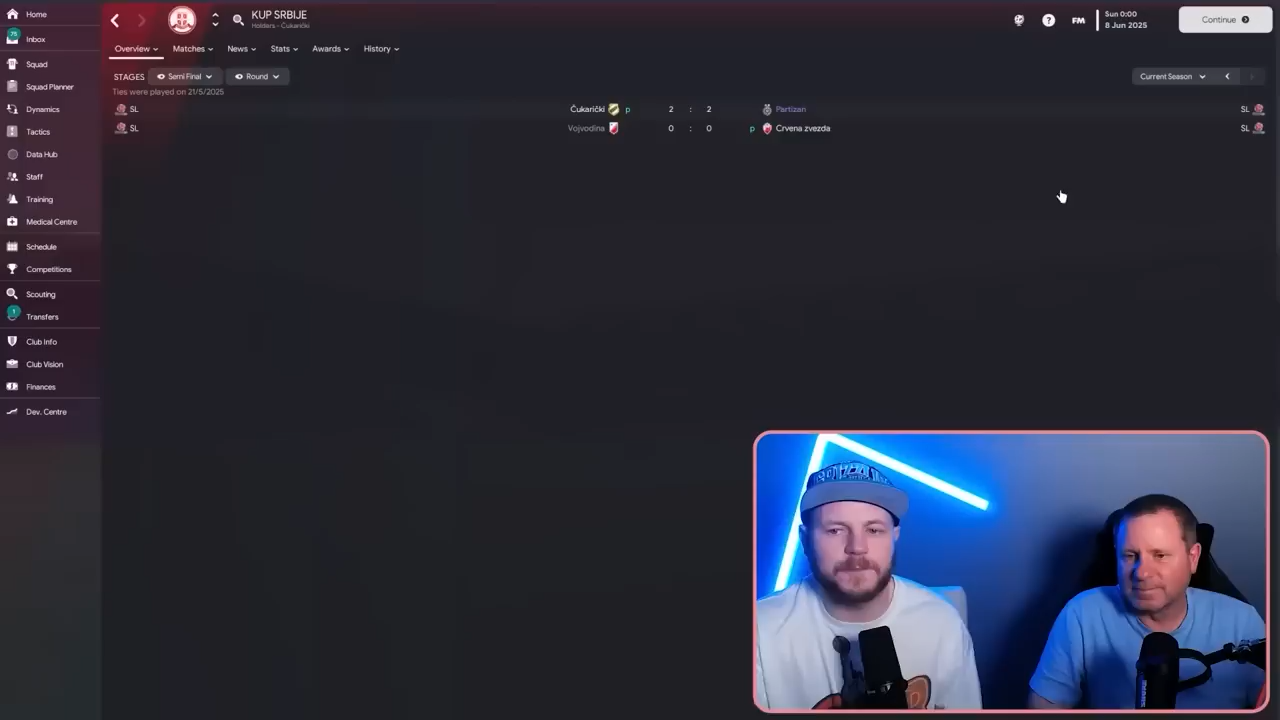 Home
75
Inbox
Squad
Squad Planner
Dynamics
Tactics
Data Hub
Staff
Training
Medical Centre
Schedule
Competitions
Scouting
1
Transfers
Club Info
Club Vision
Finances
Dev. Centre
KUP SRBIJE
Holders - Čukarički
?
FM
Sun 0:00
8 Jun 2025
Continue
Overview
Matches
News
Stats
Awards
History
STAGES
Semi Final
Round
Current Season
Ties were played on 21/5/2025
SL Čukarički p 2 : 2 Partizan SL
SL Vojvodina 0 : 0 p Crvena zvezda SL